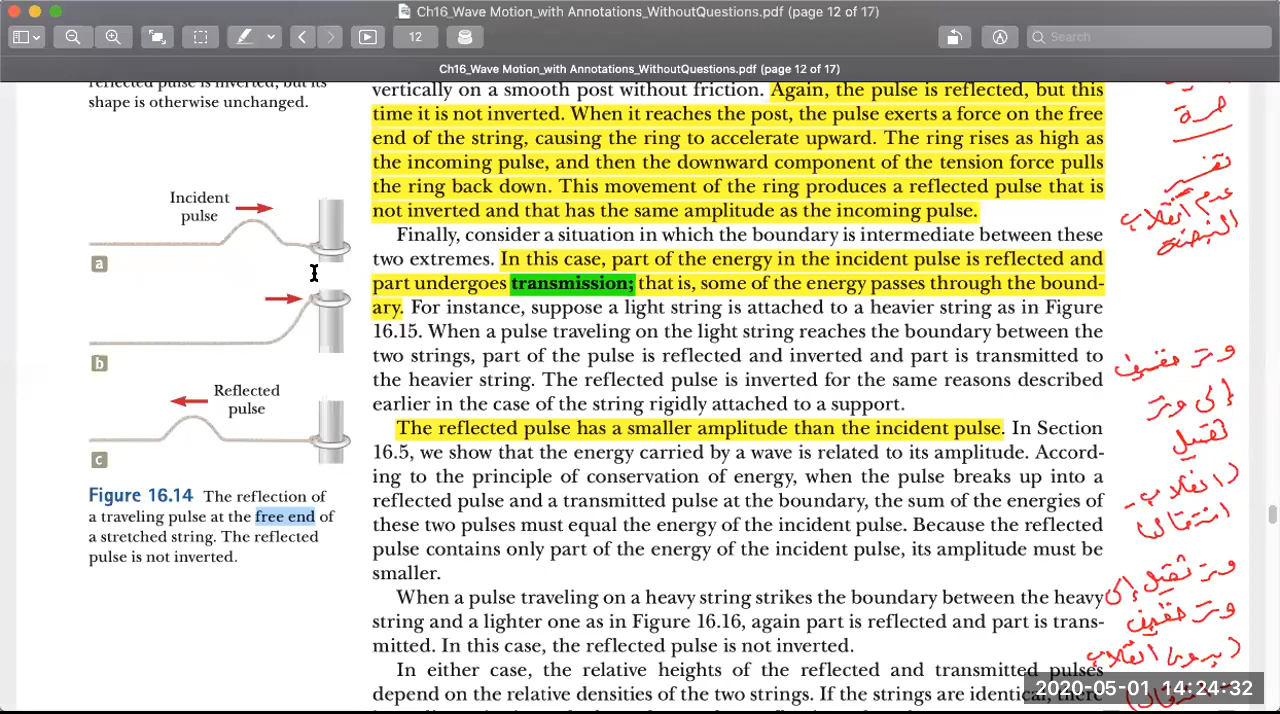 Ch16_Wave Motion_with Annotations_WithoutQuestions.pdf (page 12 of 17)
12
Search
Ch16_Wave Motion_with Annotations_WithoutQuestions.pdf (page 12 of 17)
reflected pulse is inverted, but its
shape is otherwise unchanged.
Incident
pulse
a
b
Reflected
pulse
c
Figure 16.14 The reflection of
a traveling pulse at the free end of
a stretched string. The reflected
pulse is not inverted.
vertically on a smooth post without friction. Again, the pulse is reflected, but this
time it is not inverted. When it reaches the post, the pulse exerts a force on the free
end of the string, causing the ring to accelerate upward. The ring rises as high as
the incoming pulse, and then the downward component of the tension force pulls
the ring back down. This movement of the ring produces a reflected pulse that is
not inverted and that has the same amplitude as the incoming pulse.
Finally, consider a situation in which the boundary is intermediate between these
two extremes. In this case, part of the energy in the incident pulse is reflected and
part undergoes transmission; that is, some of the energy passes through the bound-
ary. For instance, suppose a light string is attached to a heavier string as in Figure
16.15. When a pulse traveling on the light string reaches the boundary between the
two strings, part of the pulse is reflected and inverted and part is transmitted to
the heavier string. The reflected pulse is inverted for the same reasons described
earlier in the case of the string rigidly attached to a support.
The reflected pulse has a smaller amplitude than the incident pulse. In Section
16.5, we show that the energy carried by a wave is related to its amplitude. Accord-
ing to the principle of conservation of energy, when the pulse breaks up into a
reflected pulse and a transmitted pulse at the boundary, the sum of the energies of
these two pulses must equal the energy of the incident pulse. Because the reflected
pulse contains only part of the energy of the incident pulse, its amplitude must be
smaller.
When a pulse traveling on a heavy string strikes the boundary between the heavy
string and a lighter one as in Figure 16.16, again part is reflected and part is trans-
mitted. In this case, the reflected pulse is not inverted.
In either case, the relative heights of the reflected and transmitted pulses
depend on the relative densities of the two strings. If the strings are identical, there
حرة
تفسير
عدم انقلاب
النبضة
وتر خفيف
إلى وتر
ثقيل
(انقلاب -
وتر ثقيل إلى
وتر خفيف
(بدون انقلاب
2020-05-01 14:24:32